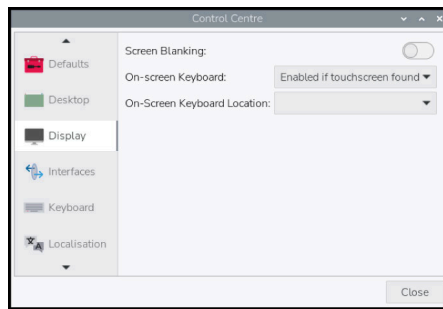 Control Centre
Defaults
Desktop
Display
Interfaces
Keyboard
Localisation
Screen Blanking:
On-screen Keyboard:
Enabled if touchscreen found
On-Screen Keyboard Location:
Close